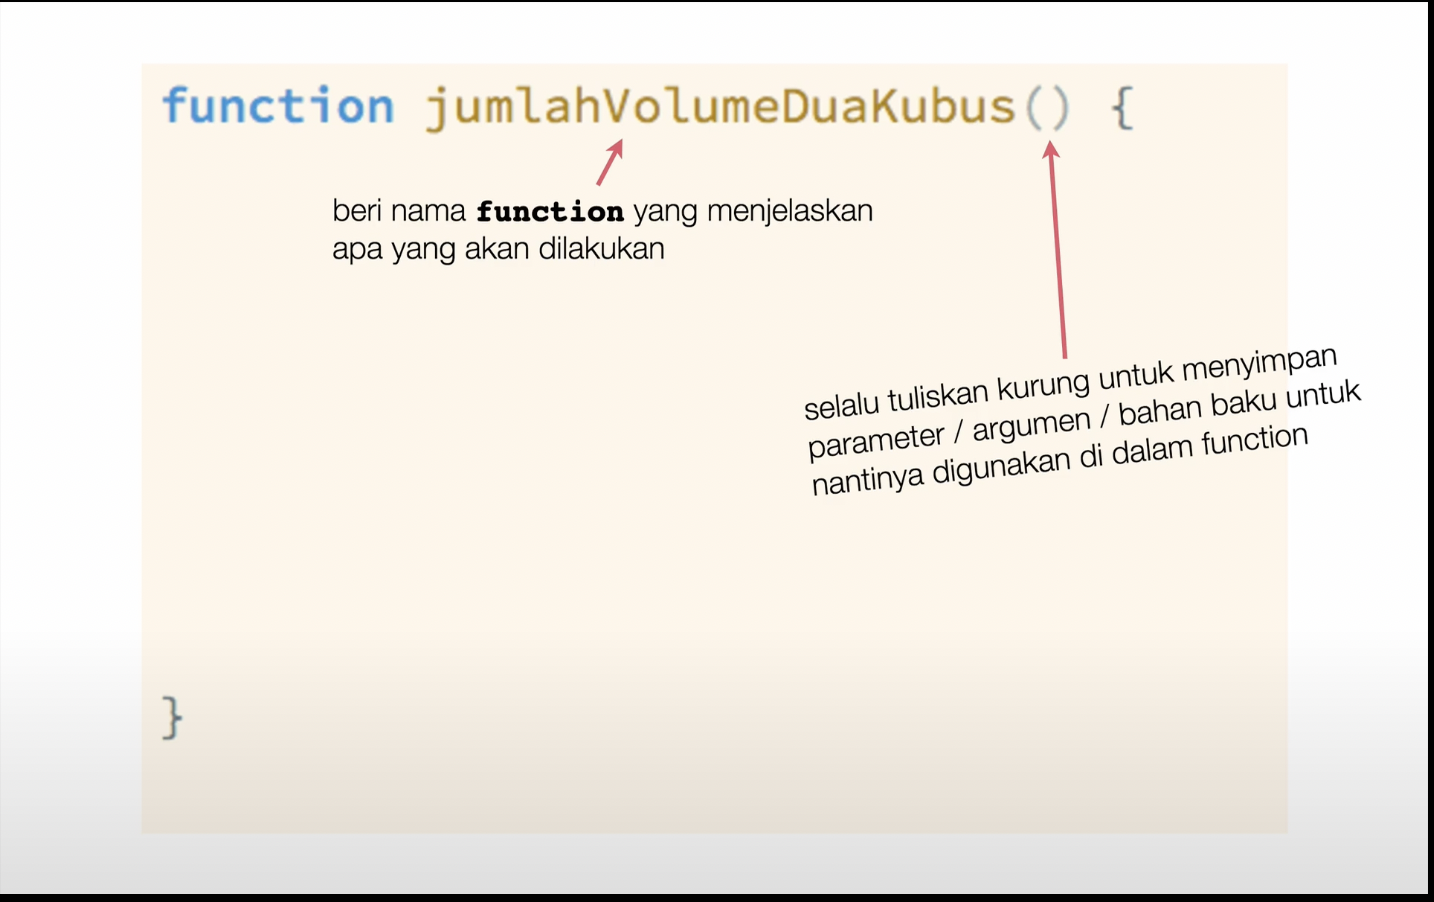 function jumlahVolumeDuaKubus() {
beri nama function yang menjelaskan
apa yang akan dilakukan
selalu tuliskan kurung untuk menyimpan
parameter / argumen / bahan baku untuk
nantinya digunakan di dalam function
}